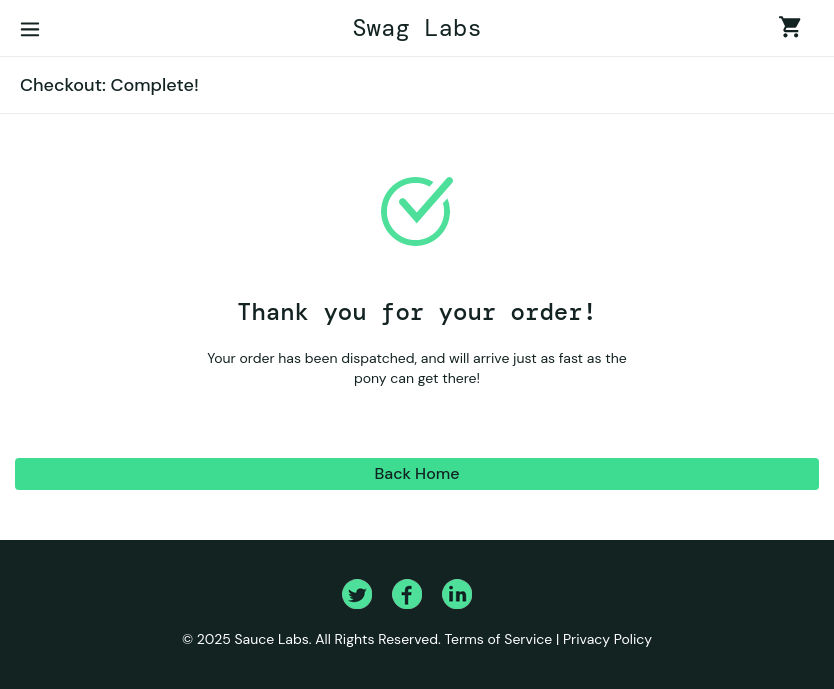 Swag Labs
Checkout: Complete!
Thank you for your order!
Your order has been dispatched, and will arrive just as fast as the
pony can get there!
Back Home
© 2025 Sauce Labs. All Rights Reserved. Terms of Service | Privacy Policy